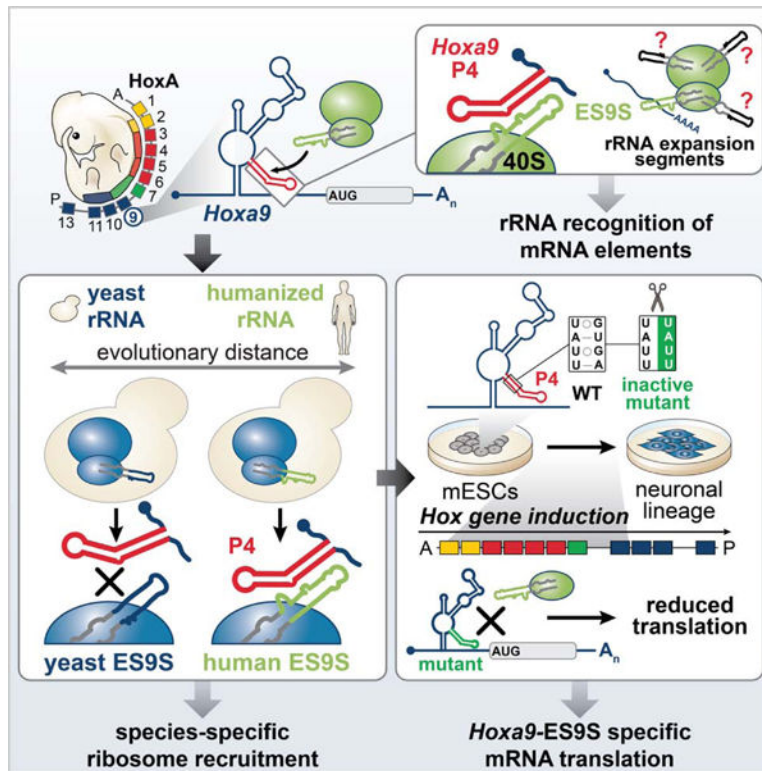 HoxA
A
1
2
3
4
5
6
7
9
10
11
13
P
Hoxa9
AUG
An
Hoxa9
P4
ES9S
40S
?
?
?
AAAA
rRNA expansion
segments
rRNA recognition of
mRNA elements
yeast
rRNA
humanized
rRNA
evolutionary distance
P4
yeast ES9S
human ES9S
species-specific
ribosome recruitment
P4
U G
A U
U G
U A
WT
U U
A A
U U
U U
inactive
mutant
mESCs
neuronal
lineage
Hox gene induction
A
P
mutant
AUG
An
reduced
translation
Hoxa9-ES9S specific
mRNA translation